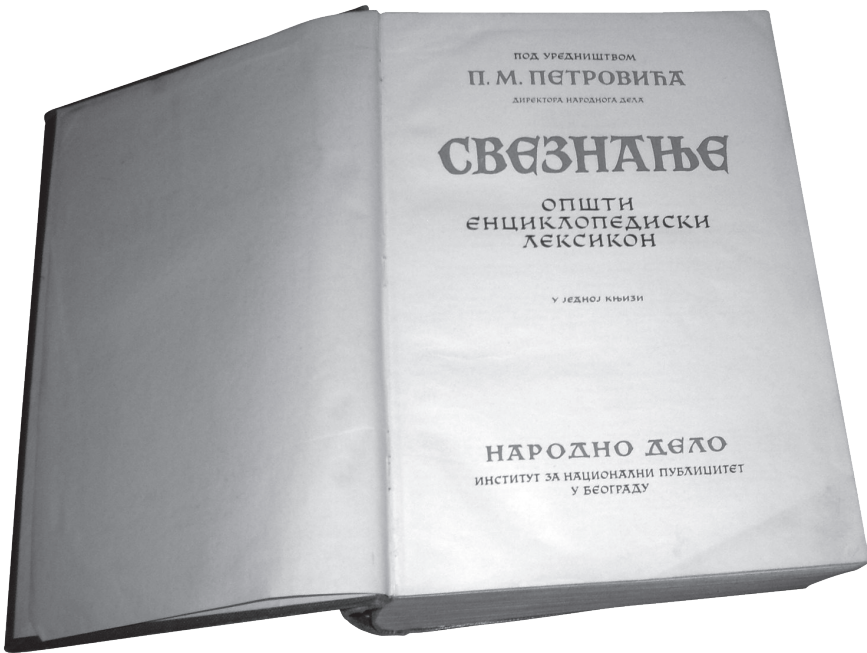 ПОД УРЕДНИШТВОМ
П. М. ПЕТРОВИЋА
ДИРЕКТОРА НАРОДНОГА ДЕЛА
СВЕЗНАЊЕ
ОПШТИ
ЕНЦИКЛОПЕДИСКИ
ЛЕКСИКОН
У ЈЕДНОЈ КЊИЗИ
НАРОДНО ДЕЛО
ИНСТИТУТ ЗА НАЦИОНАЛНИ ПУБЛИЦИТЕТ
У БЕОГРАДУ